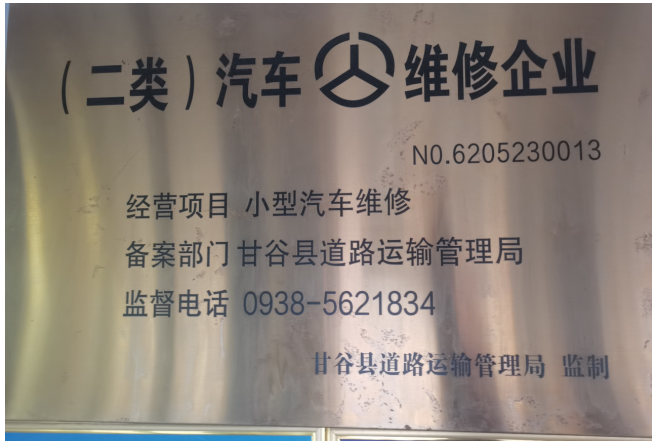 （二类）汽车维修企业
NO.6205230013
经营项目 小型汽车维修
备案部门 甘谷县道路运输管理局
监督电话 0938-5621834
甘谷县道路运输管理局 监制